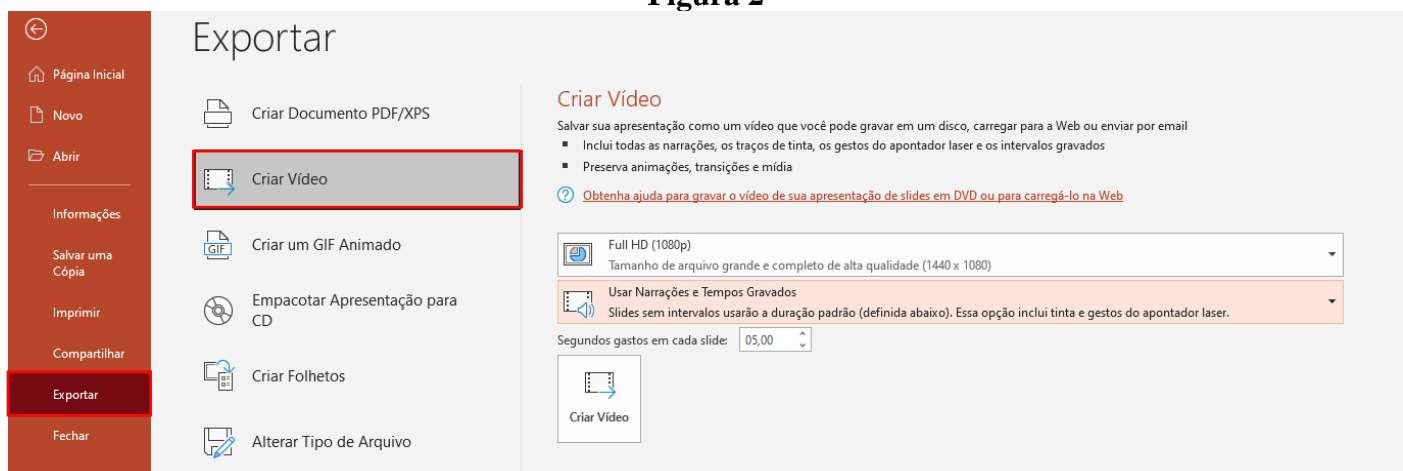 Figura 2
Exportar
Página Inicial
Novo
Abrir
Informações
Salvar uma
Cópia
Imprimir
Compartilhar
Exportar
Fechar
Criar Documento PDF/XPS
Criar Vídeo
GIF
Criar um GIF Animado
Empacotar Apresentação para
CD
Criar Folhetos
Alterar Tipo de Arquivo
Criar Vídeo
Salvar sua apresentação como um vídeo que você pode gravar em um disco, carregar para a Web ou enviar por email
Inclui todas as narrações, os traços de tinta, os gestos do apontador laser e os intervalos gravados
Preserva animações, transições e mídia
Obtenha ajuda para gravar o vídeo de sua apresentação de slides em DVD ou para carregá-lo na Web
Full HD (1080p)
Tamanho de arquivo grande e completo de alta qualidade (1440 x 1080)
Usar Narrações e Tempos Gravados
Slides sem intervalos usarão a duração padrão (definida abaixo). Essa opção inclui tinta e gestos do apontador laser.
Segundos gastos em cada slide: 05,00
Criar Vídeo